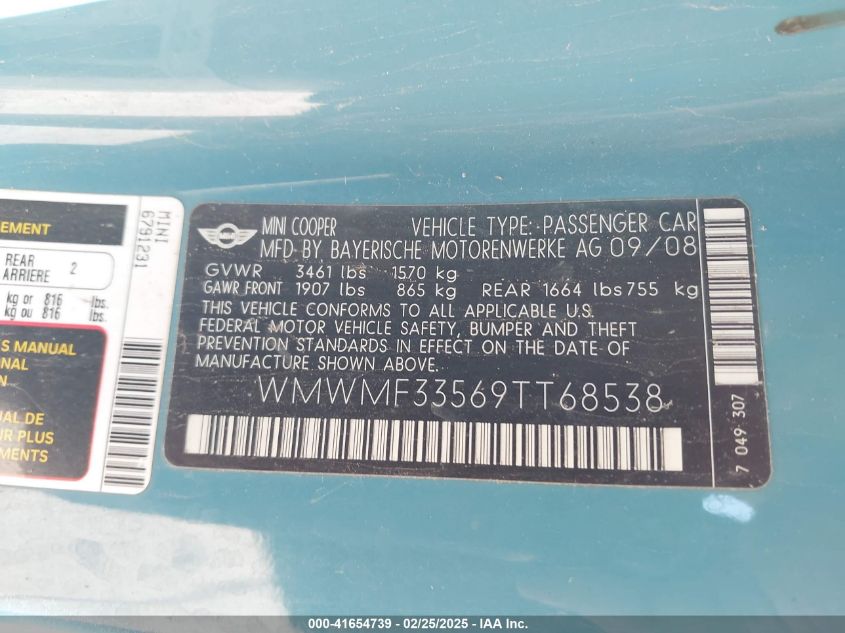 EMENT
REAR
ARRIERE 2
kg or 816 lbs.
kg ou 816 lbs.
S MANUAL
ONAL
ION
AL DE
UR PLUS
EMENTS
MINI
6791231
MINI COOPER VEHICLE TYPE: PASSENGER CAR
MFD BY BAYERISCHE MOTORENWERKE AG 09/08
GVWR 3461 lbs 1570 kg
GAWR FRONT 1907 lbs 865 kg REAR 1664 lbs 755 kg
THIS VEHICLE CONFORMS TO ALL APPLICABLE U.S.
FEDERAL MOTOR VEHICLE SAFETY, BUMPER AND THEFT
PREVENTION STANDARDS IN EFFECT ON THE DATE OF
MANUFACTURE SHOWN ABOVE.
WMWMF33569TT68538
7 049 307
000-41654739 - 02/25/2025 - IAA Inc.